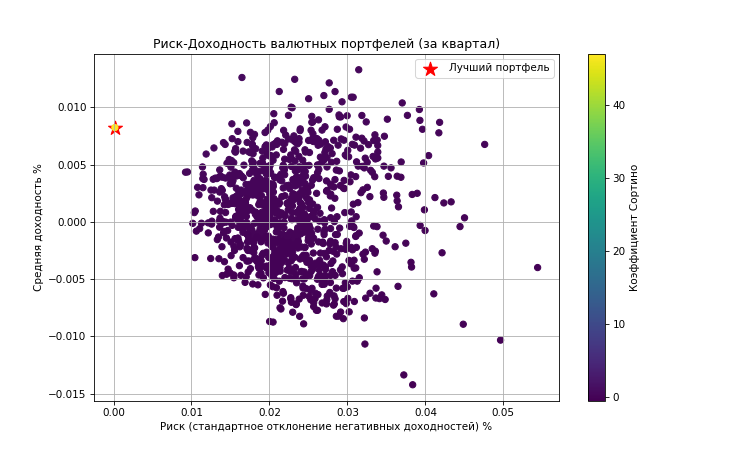 Риск-Доходность валютных портфелей (за квартал)
Лучший портфель
0.010
0.005
0.000
−0.005
−0.010
−0.015
Средняя доходность %
0.00 0.01 0.02 0.03 0.04 0.05
Риск (стандартное отклонение негативных доходностей) %
40
30
20
10
0
Коэффициент Сортино